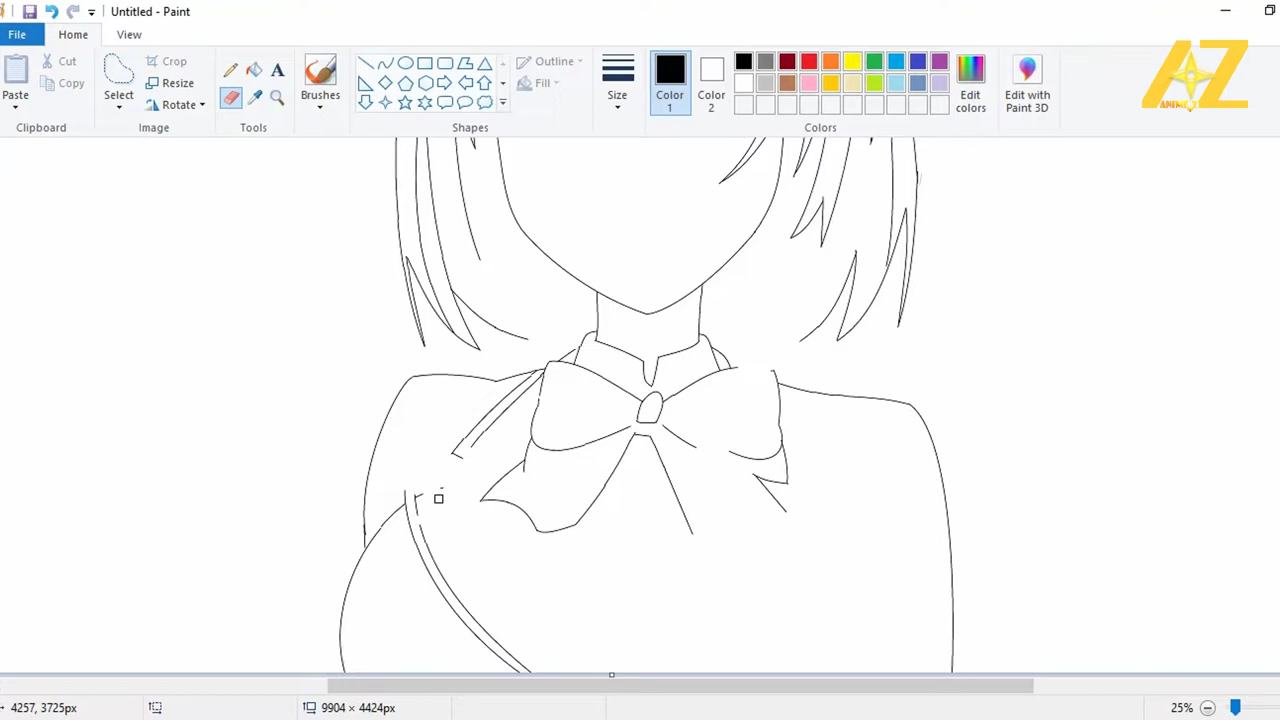 Untitled - Paint
File Home View
Paste
Cut
Copy
Clipboard
Select
Crop
Resize
Rotate
Image
A
Tools
Brushes
Outline
Fill
Shapes
Size
Color 1
Color 2
Edit colors
Colors
Edit with Paint 3D
AZ
4257, 3725px
9904 × 4424px
25%